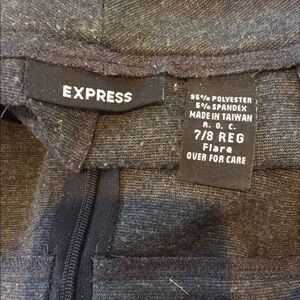 EXPRESS
95% POLYESTER
5% SPANDEX
MADE IN TAIWAN
R. O. C.
7/8 REG
Flare
OVER FOR CARE